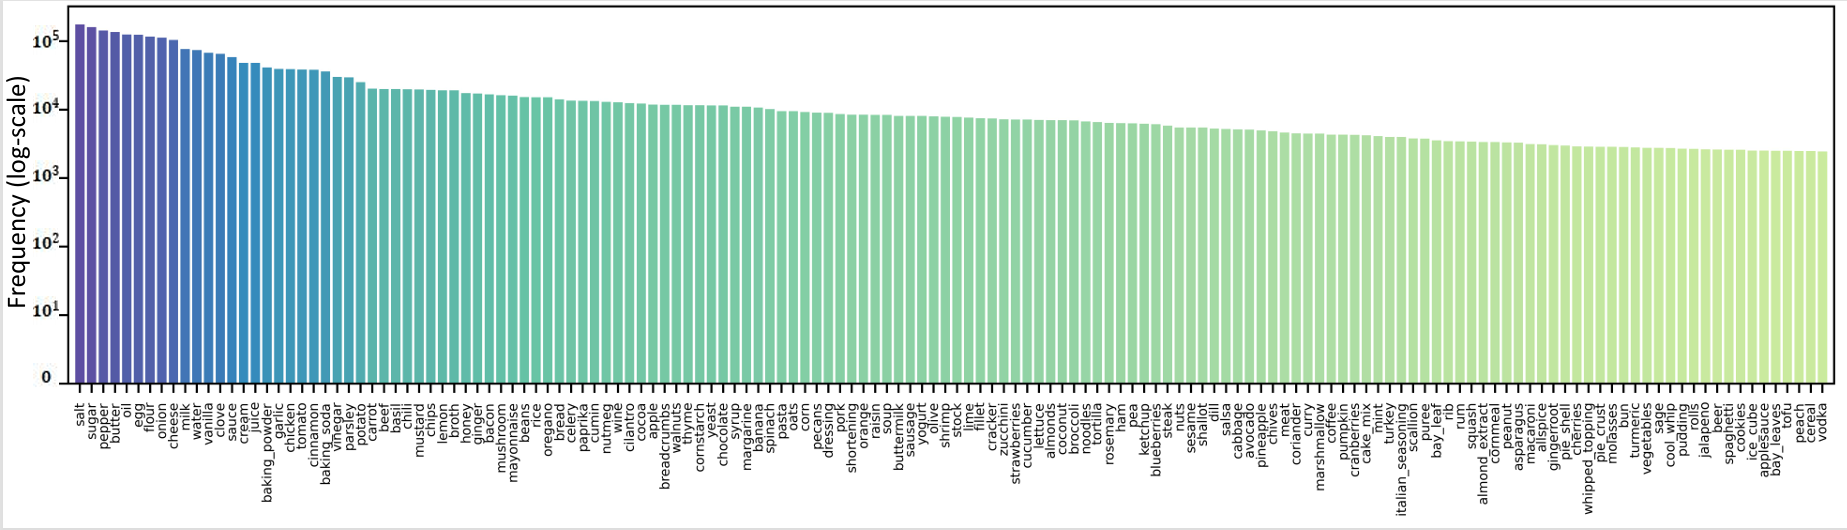 Frequency (log-scale)
10^5
10^4
10^3
10^2
10^1
0
salt
sugar
pepper
butter
oil
egg
flour
onion
cheese
milk
water
vanilla
clove
sauce
cream
juice
baking_powder
garlic
chicken
tomato
cinnamon
baking_soda
vinegar
parsley
potato
carrot
beef
basil
chili
mustard
chips
lemon
broth
honey
ginger
bacon
mushroom
mayonnaise
beans
rice
oregano
bread
celery
paprika
cumin
nutmeg
wine
cilantro
cocoa
apple
breadcrumbs
walnuts
thyme
cornstarch
yeast
chocolate
syrup
margarine
banana
spinach
pasta
oats
corn
pecans
dressing
pork
shortening
orange
raisin
soup
buttermilk
sausage
yogurt
olive
shrimp
stock
lime
fillet
cracker
zucchini
strawberries
cucumber
lettuce
almonds
coconut
broccoli
noodles
tortilla
rosemary
ham
peas
ketchup
blueberries
steak
nuts
sesame
shallot
dill
salsa
cabbage
avocado
pineapple
chives
meat
coriander
curry
marshmallow
coffee
pumpkin
cranberries
cake_mix
mint
turkey
italian_seasoning
scallion
puree
bay_leaf
rib
rum
squash
almond_extract
cornmeal
peanut
asparagus
macaroni
allspice
gingerroot
pie_shell
cherries
whipped_topping
pie_crust
molasses
bun
turmeric
vegetables
sage
cool_whip
pudding
rolls
jalapeno
beer
spaghetti
cookies
ice_cube
applesauce
bay_leaves
tofu
peach
cereal
vodka